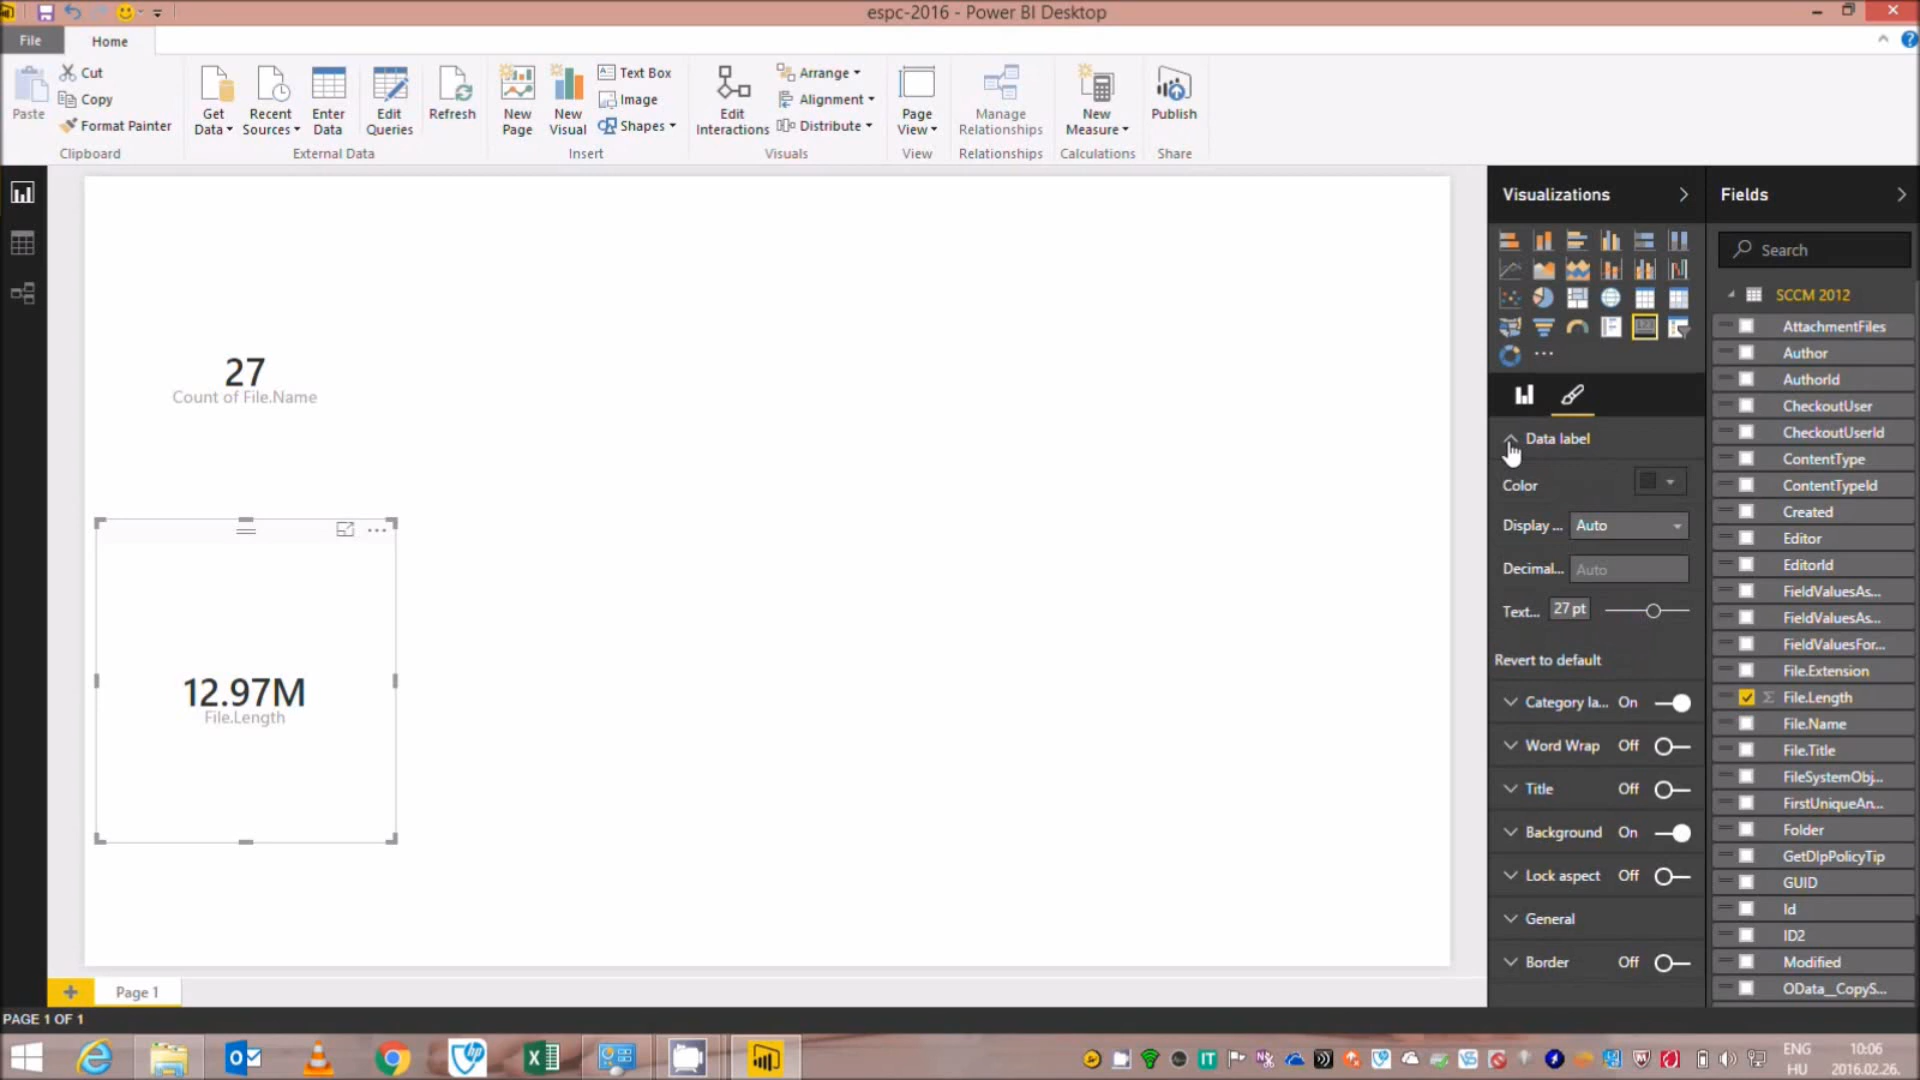 espc-2016 - Power BI Desktop
File
Home
Paste
Cut
Copy
Format Painter
Clipboard
Get Data
Recent Sources
Enter Data
Edit Queries
Refresh
External Data
New Page
New Visual
Text Box
Image
Shapes
Insert
Edit Interactions
Arrange
Alignment
Distribute
Visuals
Page View
View
Manage Relationships
Relationships
New Measure
Calculations
Publish
Share
27
Count of File.Name
12.97M
File.Length
Visualizations
Data label
Color
Display ... Auto
Decimal... Auto
Text... 27 pt
Revert to default
Category la... On
Word Wrap Off
Title Off
Background On
Lock aspect Off
General
Border Off
Fields
Search
SCCM 2012
AttachmentFiles
Author
AuthorId
CheckoutUser
CheckoutUserId
ContentType
ContentTypeId
Created
Editor
EditorId
FieldValuesAs...
FieldValuesAs...
FieldValuesFor...
File.Extension
File.Length
File.Name
File.Title
FileSystemObj...
FirstUniqueAn...
Folder
GetDlpPolicyTip
GUID
Id
ID2
Modified
OData__CopyS...
Page 1
PAGE 1 OF 1
ENG
HU
10:06
2016.02.26.